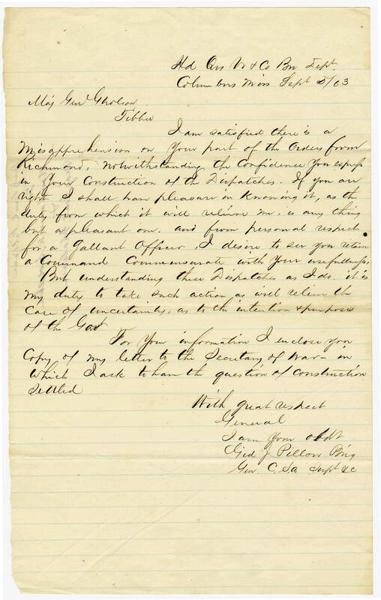 Hd Qrs V & Co Bu Dept.
Columbus Miss Sept 3/63
Maj Genl Gholson
Tibbee
I am satisfied there is a
Misapprehension on Your part of the Orders from
Richmond, Notwithstanding the Confidence You express
in Your Construction of the Dispatches. If you are
right I shall have pleasure in Knowing it, as the
duty from which it will relieve me, is any thing
but a pleasant one. and from personal respect
for a Gallant Officer I desire to see you retain
a Command Commensurate with Your usefulness.
But understanding these Dispatches as I do. it is
my duty to take such action as will relieve the
case of uncertainty, as to the intention & purpose
of the Govt
For Your information I enclose you
Copy of my letter to the Secretary of War in
Which I ask to have the question of Construction
Settled
With great respect
General
I am Your obdt
Gid J Pillow Brig
Gen C.S.a Supt &c